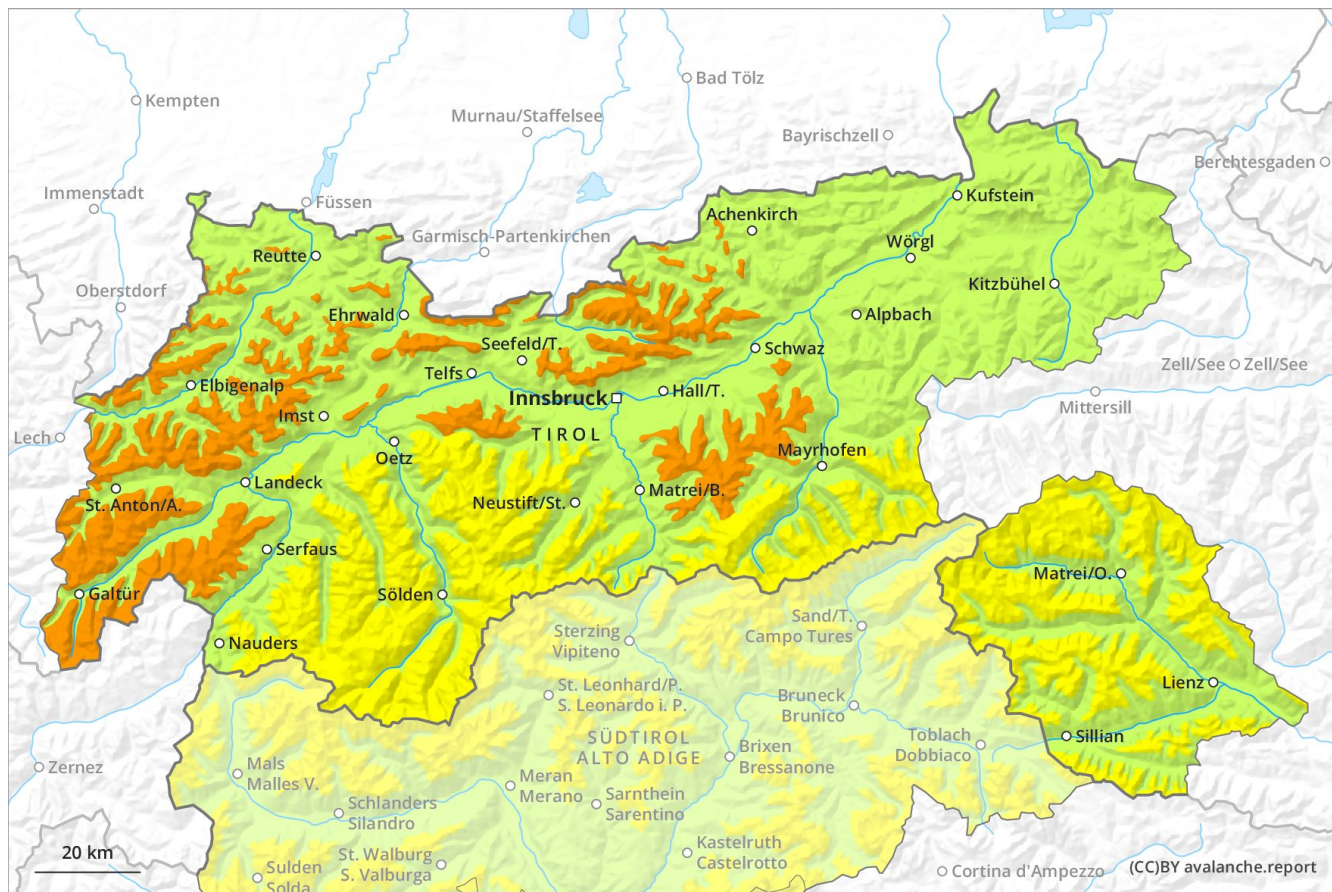 Bad Tölz
Kempten
Murnau/Staffelsee
Bayrischzell
Berchtesgaden
Immenstadt
Füssen
Kufstein
Achenkirch
Garmisch-Partenkirchen
Wörgl
Reutte
Kitzbühel
Oberstdorf
Ehrwald
Alpbach
Seefeld/T.
Schwaz
Zell/See
Zell/See
Telfs
Elbigenalp
Hall/T.
Innsbruck
Mittersill
Imst
Lech
TIROL
Mayrhofen
Oetz
Landeck
Matrei/B.
St. Anton/A.
Neustift/St.
Serfaus
Matrei/O.
Galtür
Sölden
Sand/T.
Campo Tures
Sterzing
Vipiteno
Nauders
Lienz
St. Leonhard/P.
S. Leonardo i. P.
Bruneck
Brunico
Sillian
Toblach
Dobbiaco
SÜDTIROL
ALTO ADIGE
Brixen
Bressanone
Zernez
Mals
Malles V.
Meran
Merano
Sarnthein
Sarentino
Schlanders
Silandro
Kastelruth
Castelrotto
20 km
St. Walburg
S. Valburga
Sulden
Solda
Cortina d'Ampezzo
(CC)BY avalanche.report